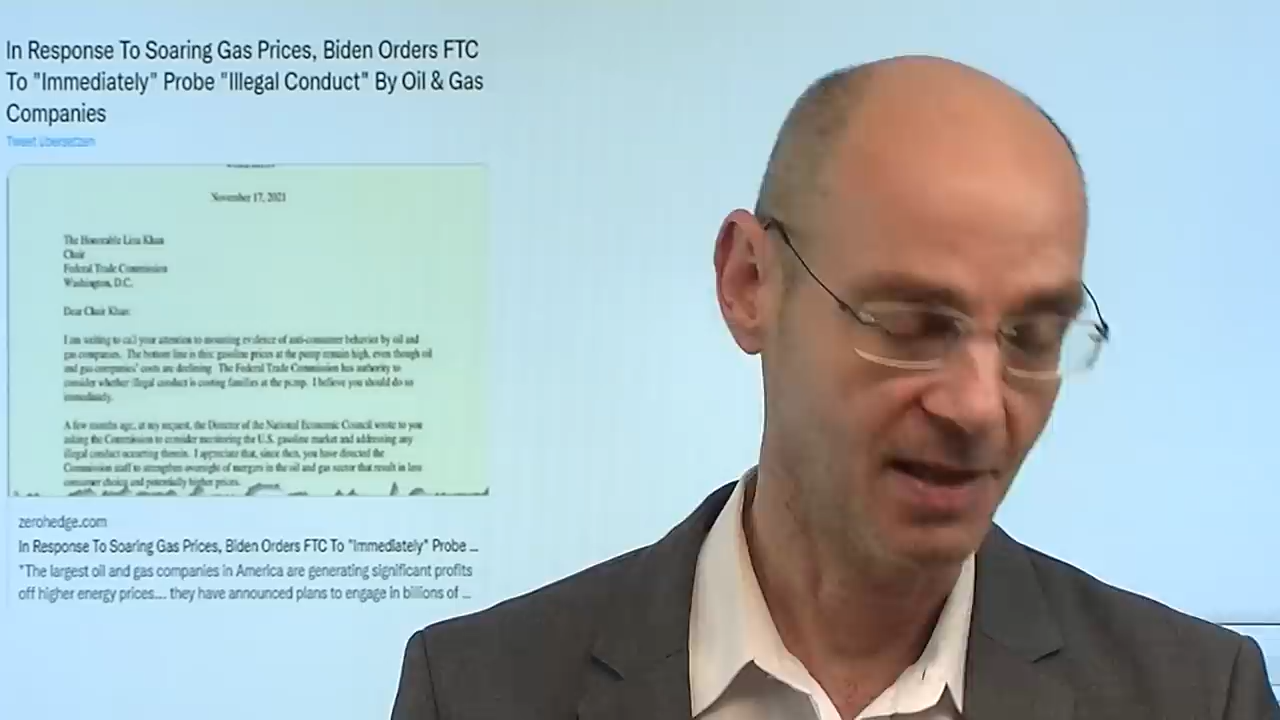 In Response To Soaring Gas Prices, Biden Orders FTC
To "Immediately" Probe "Illegal Conduct" By Oil & Gas
Companies
Tweet übersetzen
November 17, 2021
The Honorable Lina Khan
Chair
Federal Trade Commission
Washington, D.C.
Dear Chair Khan:
I am writing to call your attention to mounting evidence of anti-consumer behavior by oil and
gas companies. The bottom line is this: gasoline prices at the pump remain high, even though oil
and gas companies' costs are declining. The Federal Trade Commission has authority to
consider whether illegal conduct is costing families at the pump. I believe you should do so
immediately.
A few months ago, at my request, the Director of the National Economic Council wrote to you
asking the Commission to consider monitoring the U.S. gasoline market and addressing any
illegal conduct occurring therein. I appreciate that, since then, you have directed the
Commission staff to strengthen oversight of mergers in the oil and gas sector that result in less
consumer choice and potentially higher prices.
zerohedge.com
In Response To Soaring Gas Prices, Biden Orders FTC To "Immediately" Probe ...
"The largest oil and gas companies in America are generating significant profits
off higher energy prices.... they have announced plans to engage in billions of ...